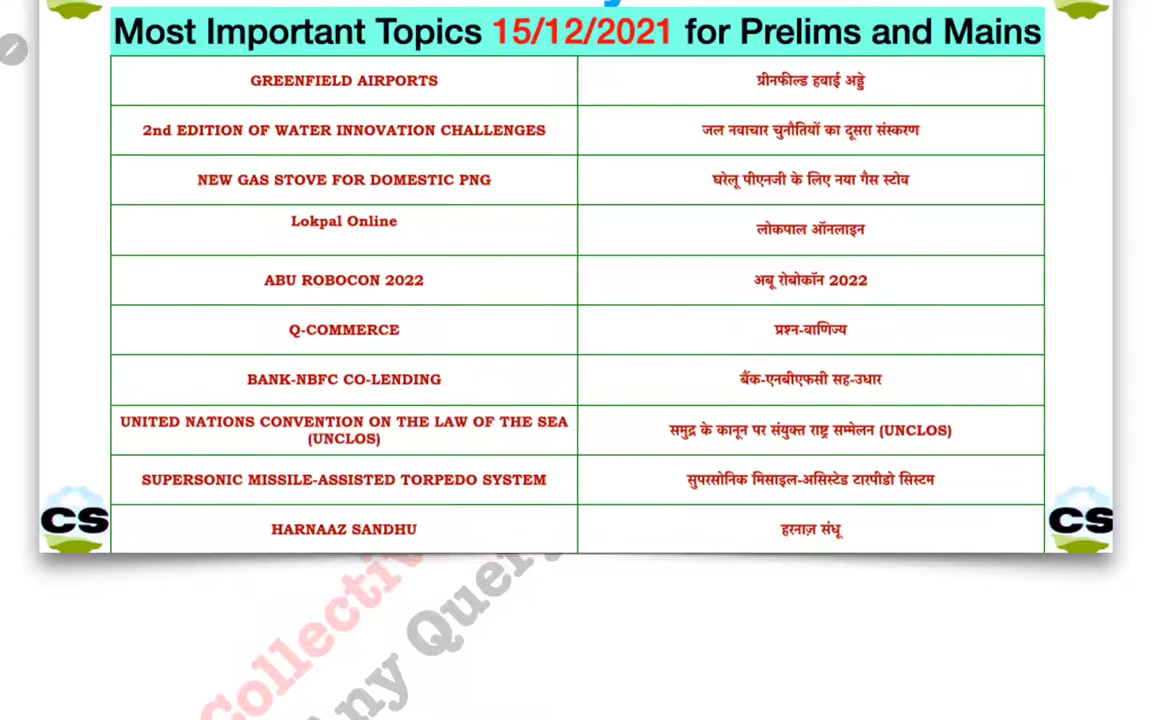 Most Important Topics 15/12/2021 for Prelims and Mains
GREENFIELD AIRPORTS
ग्रीनफील्ड हवाई अड्डे
2nd EDITION OF WATER INNOVATION CHALLENGES
जल नवाचार चुनौतियों का दूसरा संस्करण
NEW GAS STOVE FOR DOMESTIC PNG
घरेलू पीएनजी के लिए नया गैस स्टोव
Lokpal Online
लोकपाल ऑनलाइन
ABU ROBOCON 2022
अबू रोबोकॉन 2022
Q-COMMERCE
प्रश्न-वाणिज्य
BANK-NBFC CO-LENDING
बैंक-एनबीएफसी सह-उधार
UNITED NATIONS CONVENTION ON THE LAW OF THE SEA
(UNCLOS)
समुद्र के कानून पर संयुक्त राष्ट्र सम्मेलन (UNCLOS)
SUPERSONIC MISSILE-ASSISTED TORPEDO SYSTEM
सुपरसोनिक मिसाइल-असिस्टेड टारपीडो सिस्टम
HARNAAZ SANDHU
हरनाज़ संधू
CS
CS
Collectiv
Any Query